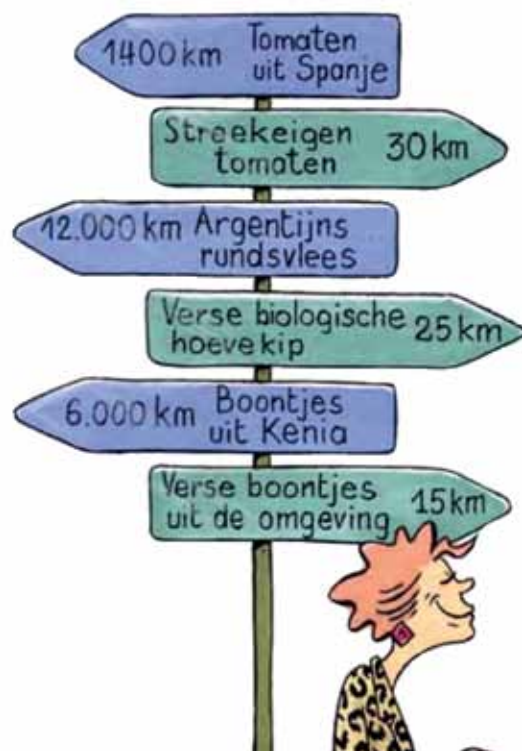 1400 km Tomaten
uit Spanje
Streekeigen
tomaten 30 km
12.000 km Argentijns
rundsvlees
Verse biologische
hoevekip 25 km
6.000 km Boontjes
uit Kenia
Verse boontjes
uit de omgeving 15 km